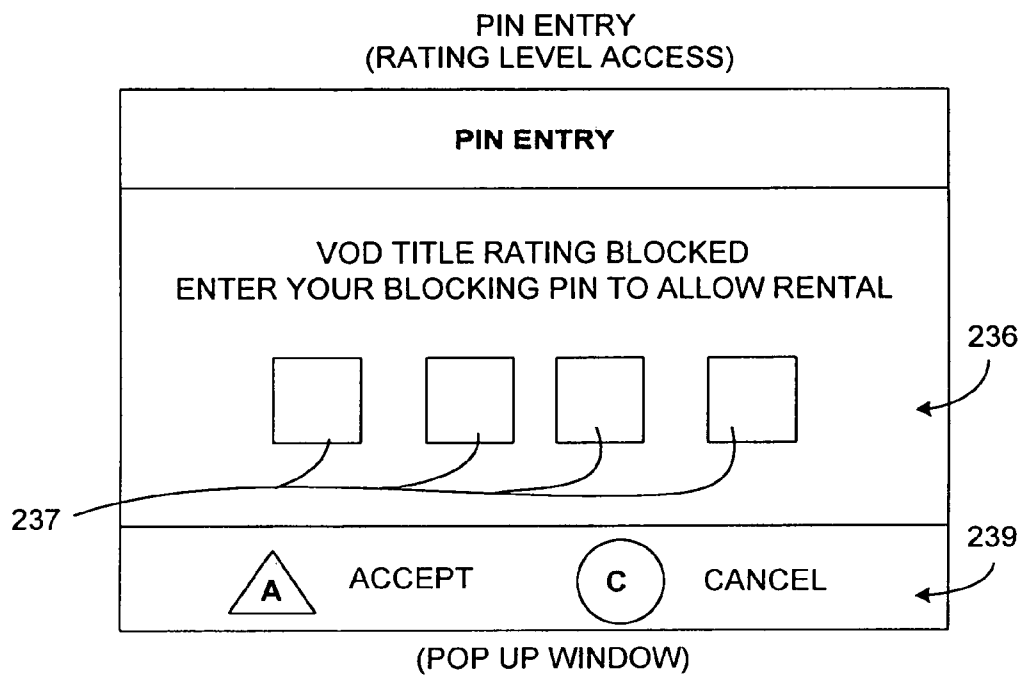 PIN ENTRY
(RATING LEVEL ACCESS)
PIN ENTRY
VOD TITLE RATING BLOCKED
ENTER YOUR BLOCKING PIN TO ALLOW RENTAL
236
237
239
A ACCEPT C CANCEL
(POP UP WINDOW)